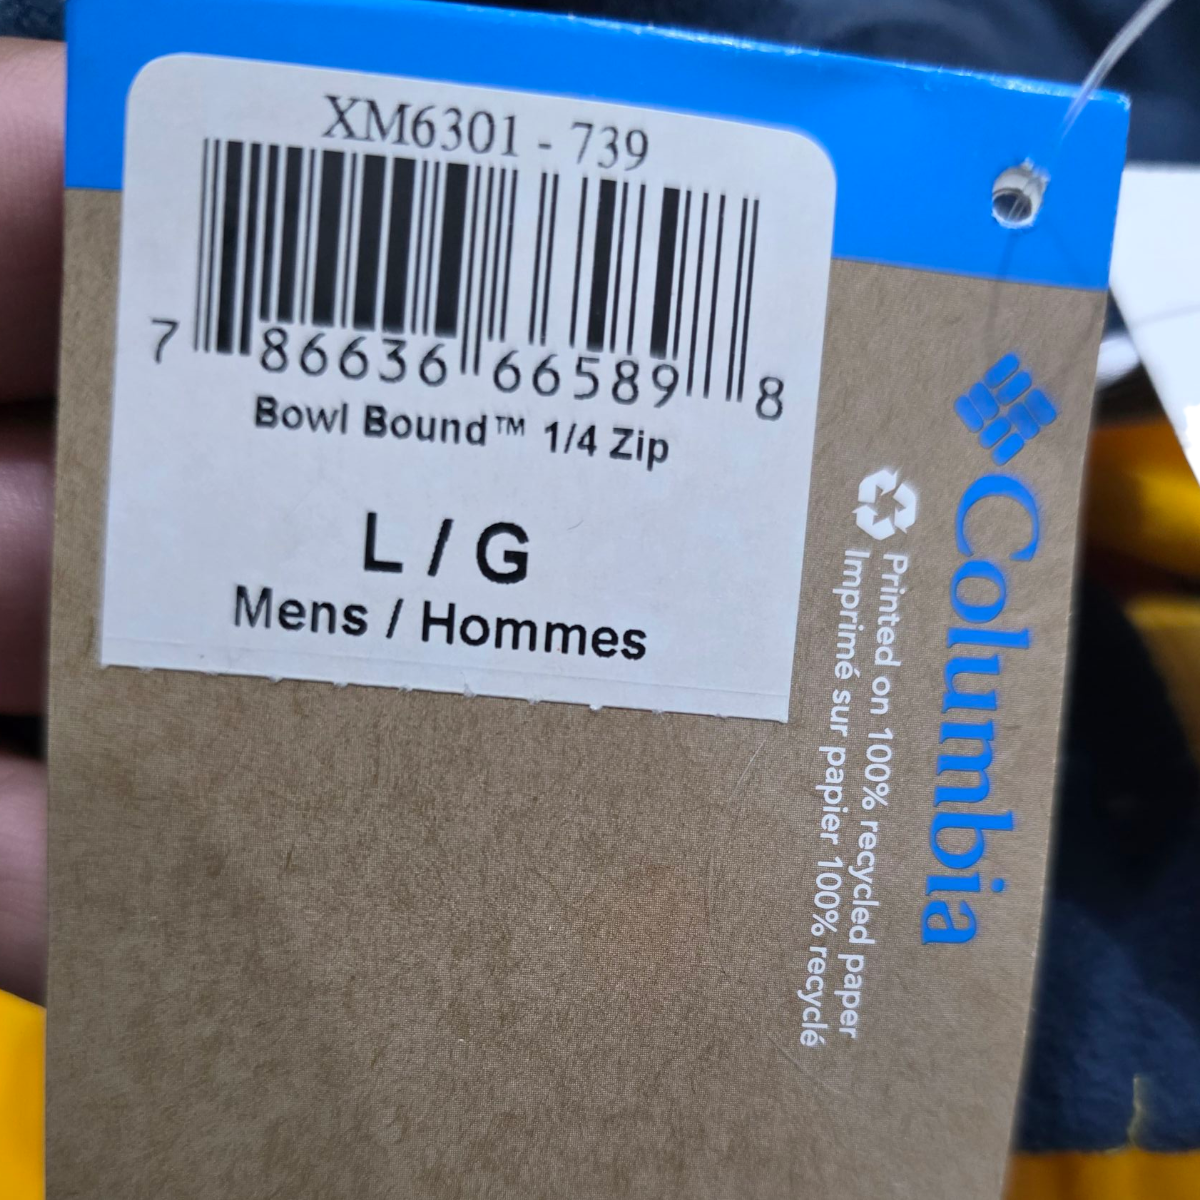 XM6301 - 739
7 86636 66589 8
Bowl Bound™ 1/4 Zip
L / G
Mens / Hommes
Columbia
Printed on 100% recycled paper
Imprimé sur papier 100% recyclé